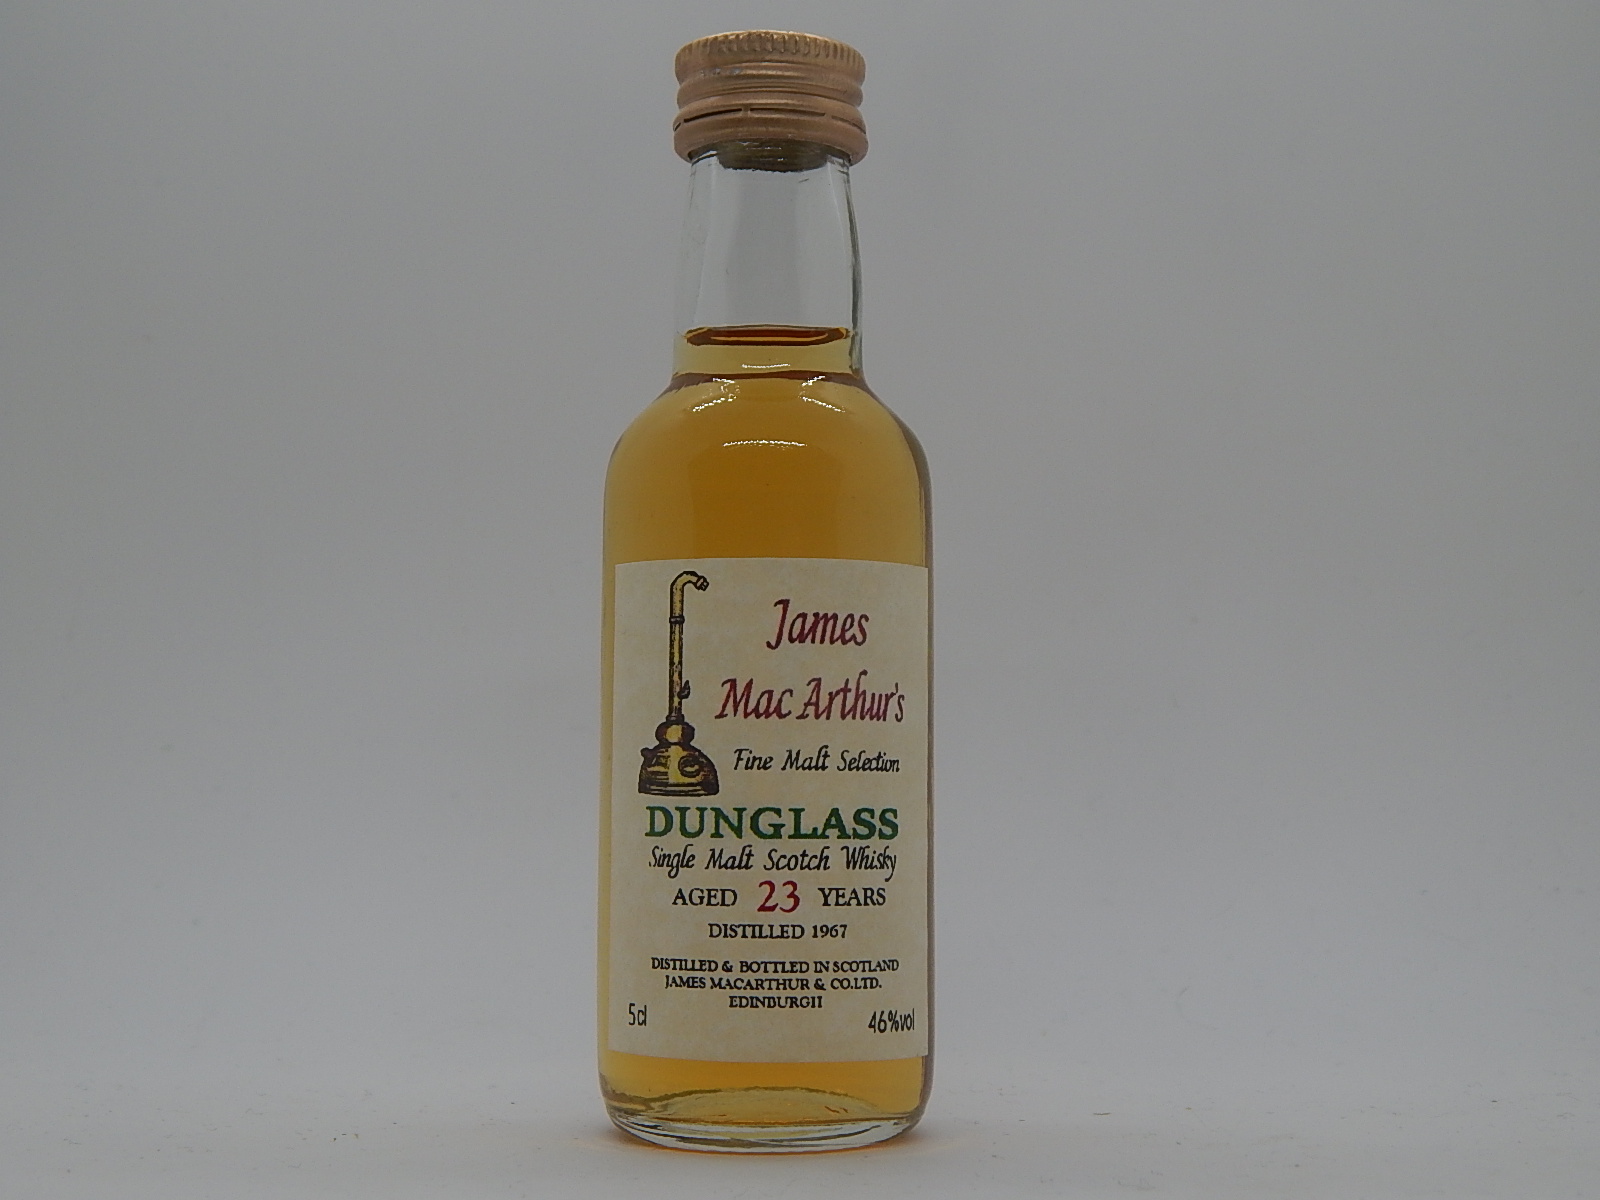 James
Mac Arthur's
Fine Malt Selection
DUNGLASS
Single Malt Scotch Whisky
AGED 23 YEARS
DISTILLED 1967
DISTILLED & BOTTLED IN SCOTLAND
JAMES MACARTHUR & CO.LTD.
EDINBURGH
5cl 46%vol